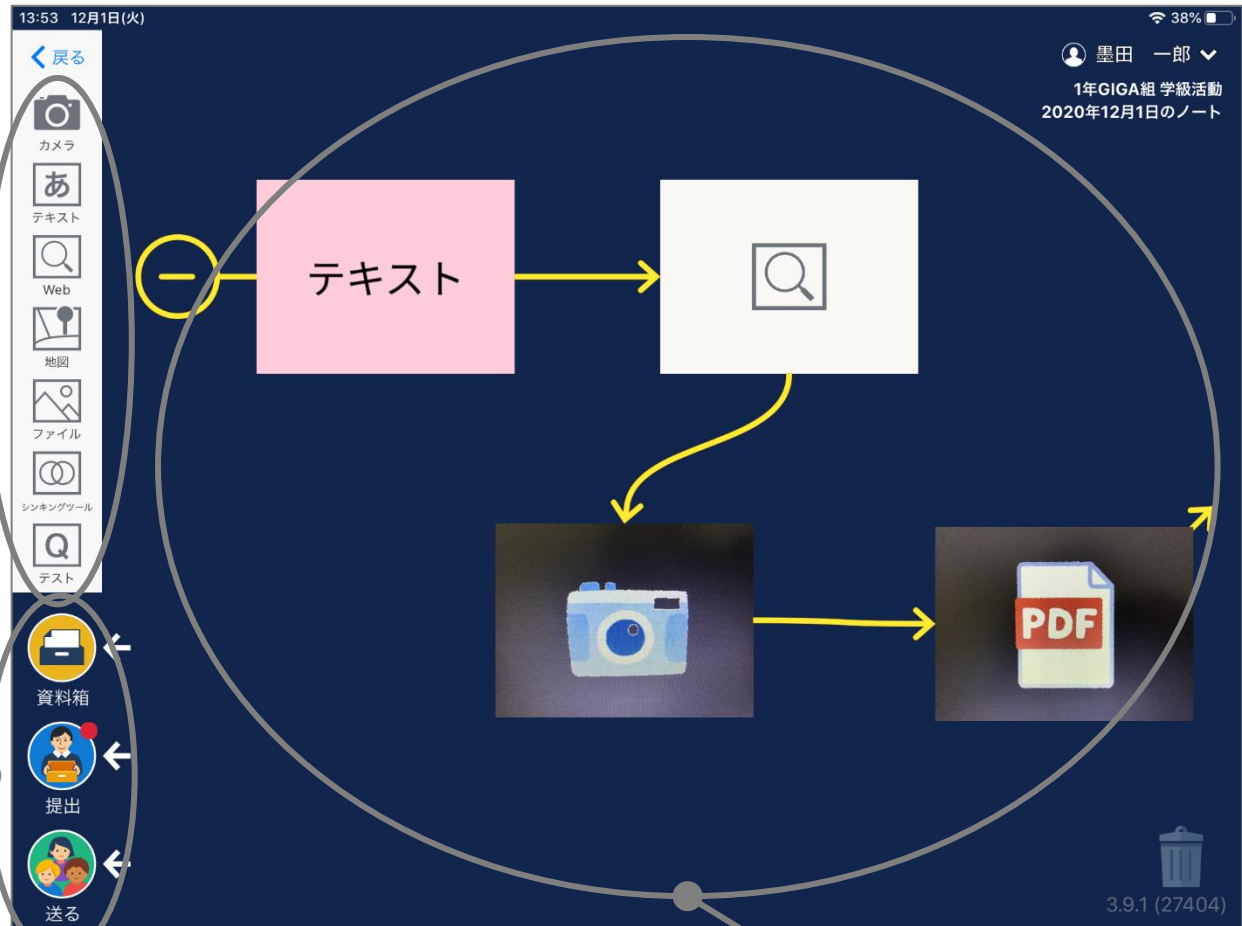 13:53 12月1日(火)
38%
戻る
墨田 一郎
1年GIGA組 学級活動
2020年12月1日のノート
カメラ
あ
テキスト
Web
地図
ファイル
シンキングツール
Q
テスト
テキスト
PDF
資料箱
提出
送る
3.9.1 (27404)